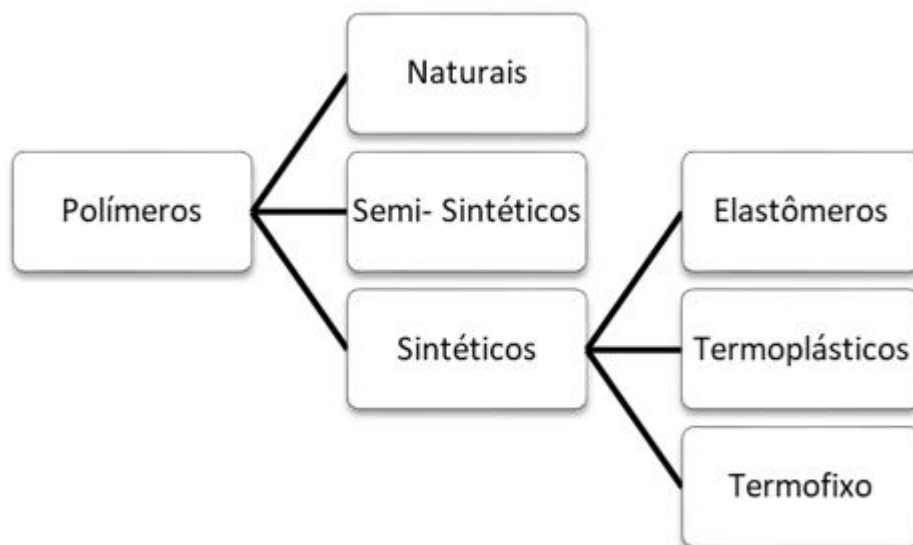 Naturais
Polímeros
Semi- Sintéticos
Elastômeros
Sintéticos
Termoplásticos
Termofixo